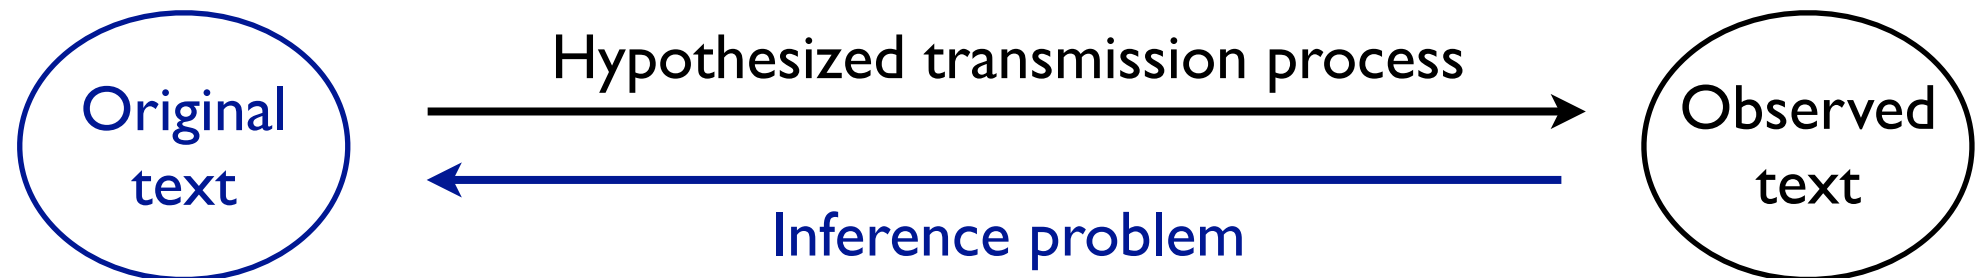 Original
text
Hypothesized transmission process
Inference problem
Observed
text